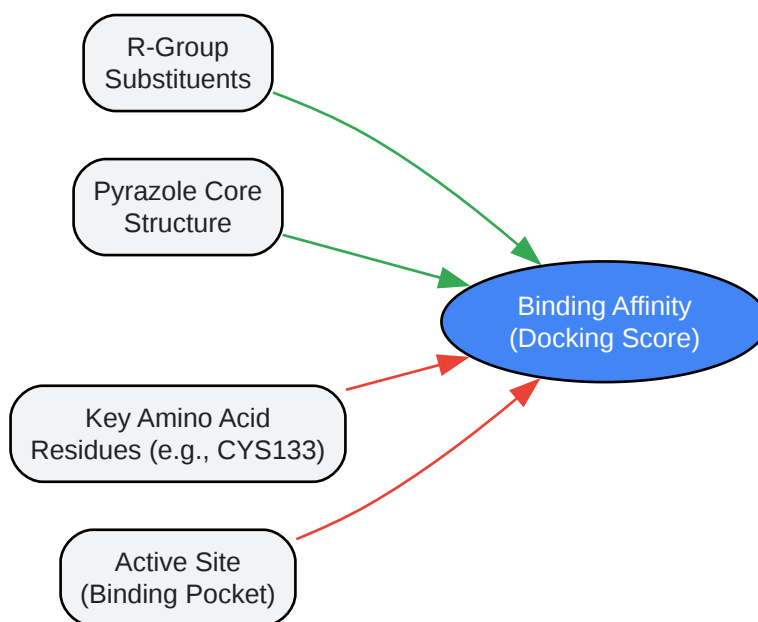 R-Group
Substituents
Pyrazole Core
Structure
Binding Affinity
(Docking Score)
Key Amino Acid
Residues (e.g., CYS133)
Active Site
(Binding Pocket)